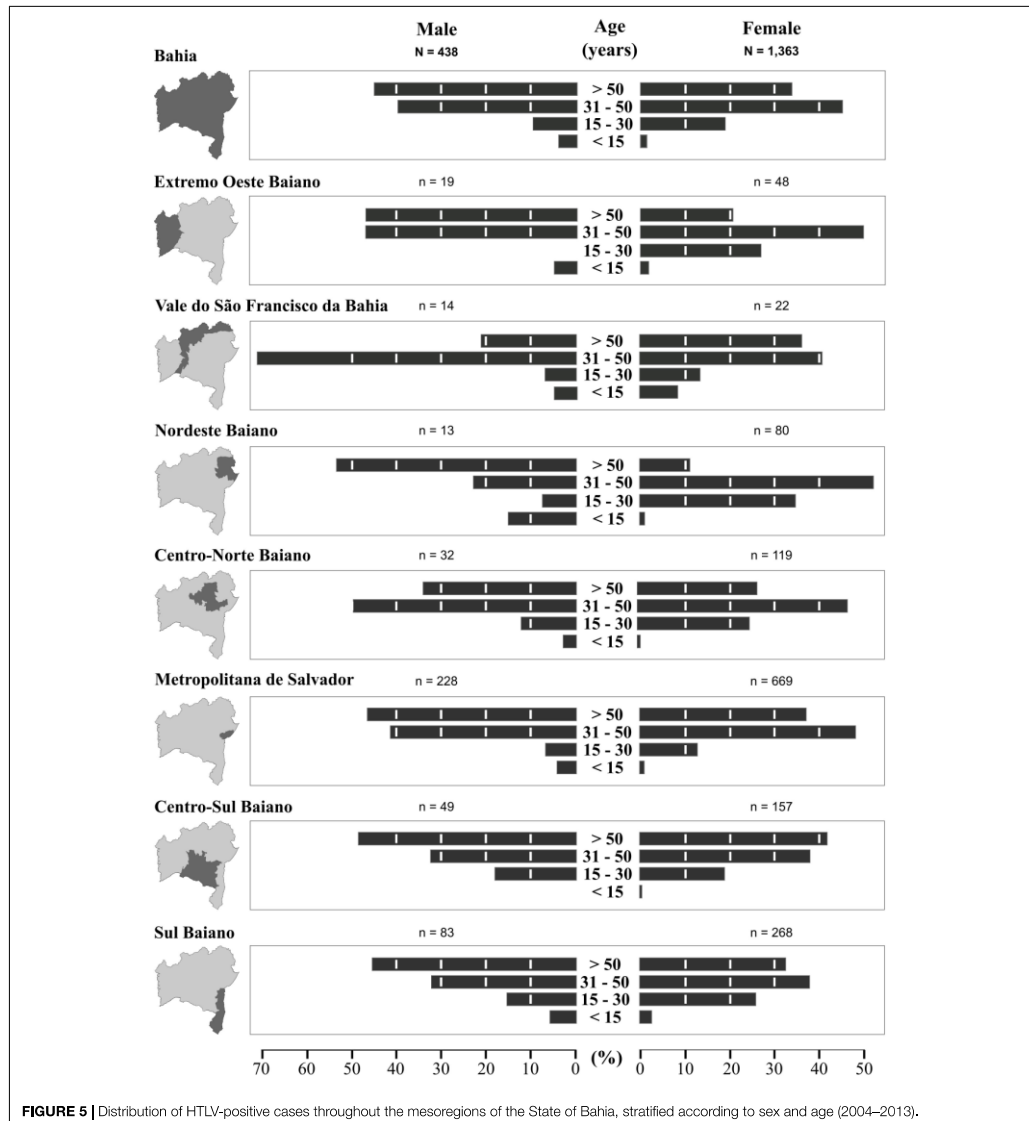 Male Age Female
N = 438 (years) N = 1,363
Bahia
> 50
31 - 50
15 - 30
< 15
Extremo Oeste Baiano n = 19 n = 48
> 50
31 - 50
15 - 30
< 15
Vale do São Francisco da Bahia n = 14 n = 22
> 50
31 - 50
15 - 30
< 15
Nordeste Baiano n = 13 n = 80
> 50
31 - 50
15 - 30
< 15
Centro-Norte Baiano n = 32 n = 119
> 50
31 - 50
15 - 30
< 15
Metropolitana de Salvador n = 228 n = 669
> 50
31 - 50
15 - 30
< 15
Centro-Sul Baiano n = 49 n = 157
> 50
31 - 50
15 - 30
< 15
Sul Baiano n = 83 n = 268
> 50
31 - 50
15 - 30
< 15
70 60 50 40 30 20 10 0 (%) 0 10 20 30 40 50
FIGURE 5 | Distribution of HTLV-positive cases throughout the mesoregions of the State of Bahia, stratified according to sex and age (2004–2013).